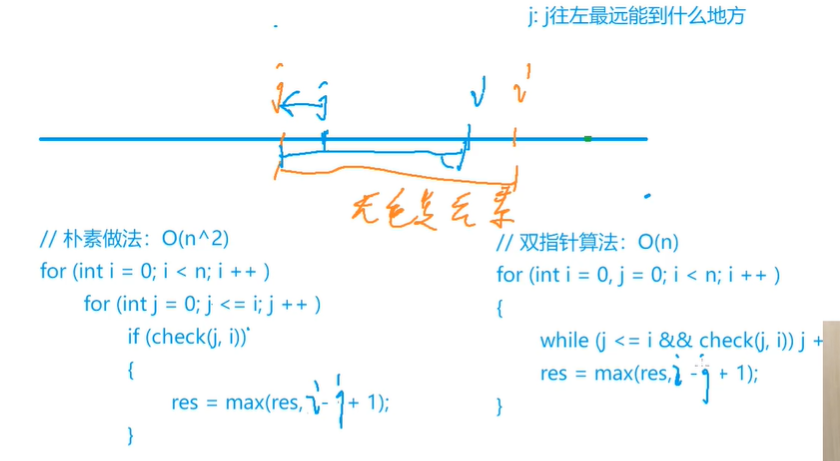 j: j往左最远能到什么地方
j j i i'
无重复元素
// 朴素做法：O(n^2)
for (int i = 0; i < n; i ++ )
for (int j = 0; j <= i; j ++ )
if (check(j, i))
{
res = max(res, i - j + 1);
}
// 双指针算法：O(n)
for (int i = 0, j = 0; i < n; i ++ )
{
while (j <= i && check(j, i)) j +
res = max(res, i - j + 1);
}